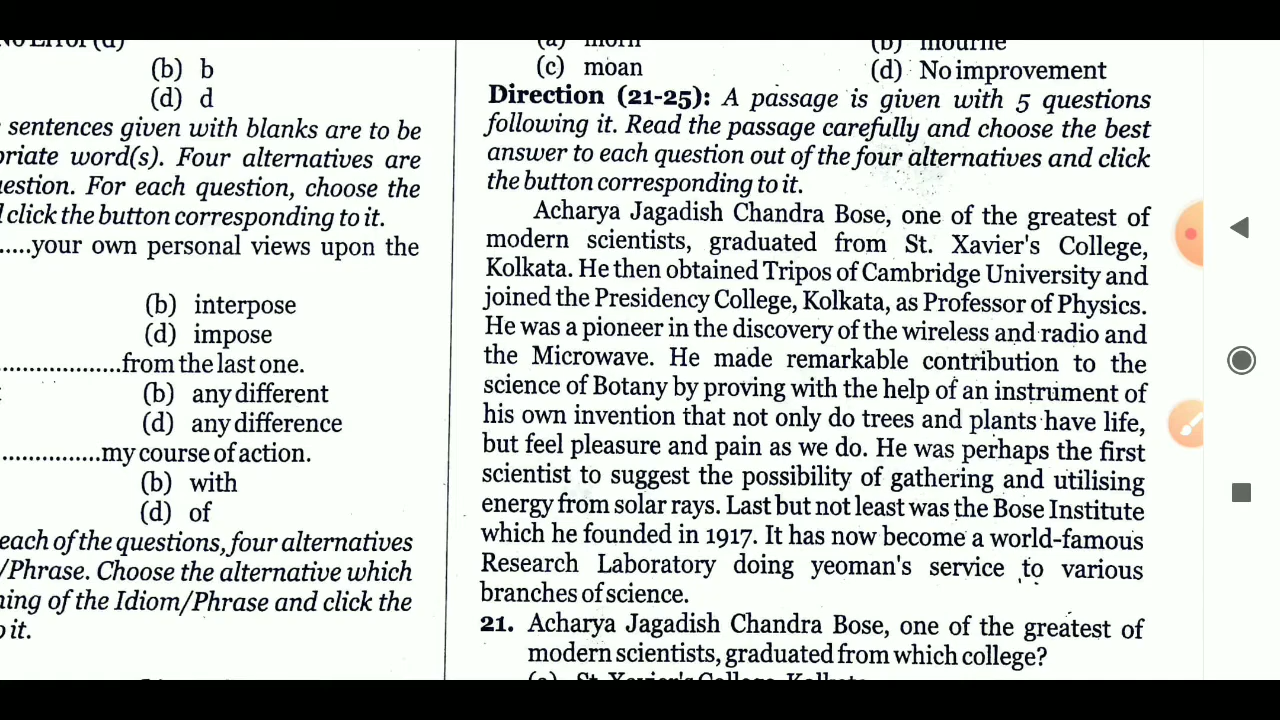 No Error (d)
(b) b
(d) d
sentences given with blanks are to be
priate word(s). Four alternatives are
uestion. For each question, choose the
l click the button corresponding to it.
.....your own personal views upon the
(b) interpose
(d) impose
....................from the last one.
(b) any different
(d) any difference
................my course of action.
(b) with
(d) of
each of the questions, four alternatives
/Phrase. Choose the alternative which
ning of the Idiom/Phrase and click the
o it.
(a) morn
(b) mourne
(c) moan
(d) No improvement
Direction (21-25): A passage is given with 5 questions
following it. Read the passage carefully and choose the best
answer to each question out of the four alternatives and click
the button corresponding to it.
Acharya Jagadish Chandra Bose, one of the greatest of
modern scientists, graduated from St. Xavier's College,
Kolkata. He then obtained Tripos of Cambridge University and
joined the Presidency College, Kolkata, as Professor of Physics.
He was a pioneer in the discovery of the wireless and radio and
the Microwave. He made remarkable contribution to the
science of Botany by proving with the help of an instrument of
his own invention that not only do trees and plants have life,
but feel pleasure and pain as we do. He was perhaps the first
scientist to suggest the possibility of gathering and utilising
energy from solar rays. Last but not least was the Bose Institute
which he founded in 1917. It has now become a world-famous
Research Laboratory doing yeoman's service to various
branches of science.
21. Acharya Jagadish Chandra Bose, one of the greatest of
modern scientists, graduated from which college?
(a) St. Xavier's College, Kolkata